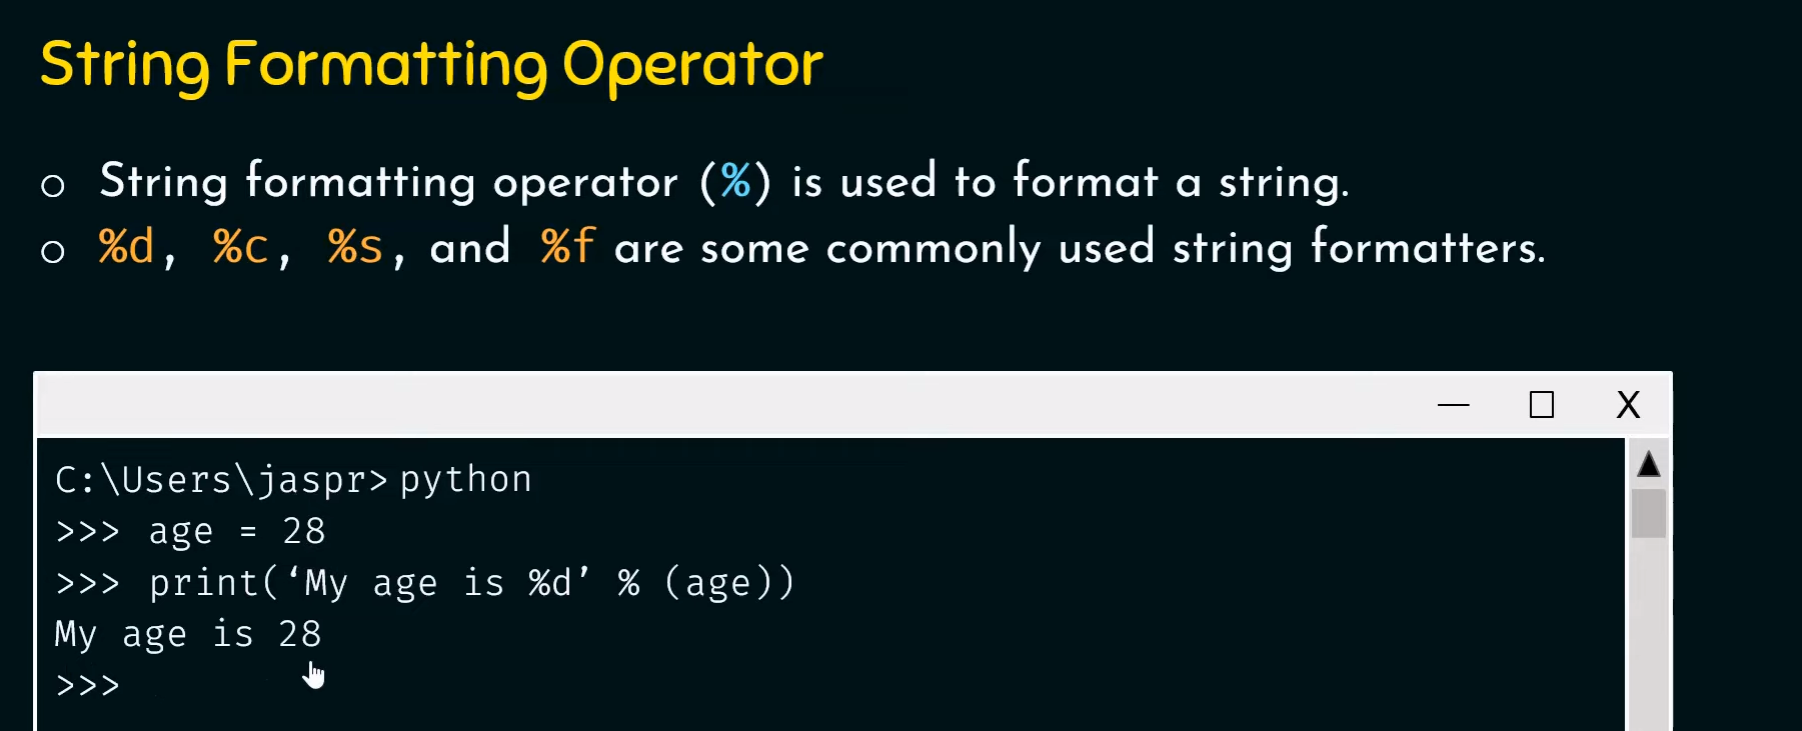 String Formatting Operator
○ String formatting operator (%) is used to format a string.
○ %d, %c, %s, and %f are some commonly used string formatters.
— □ X
C:\Users\jaspr> python
>>> age = 28
>>> print(‘My age is %d’ % (age))
My age is 28
>>>